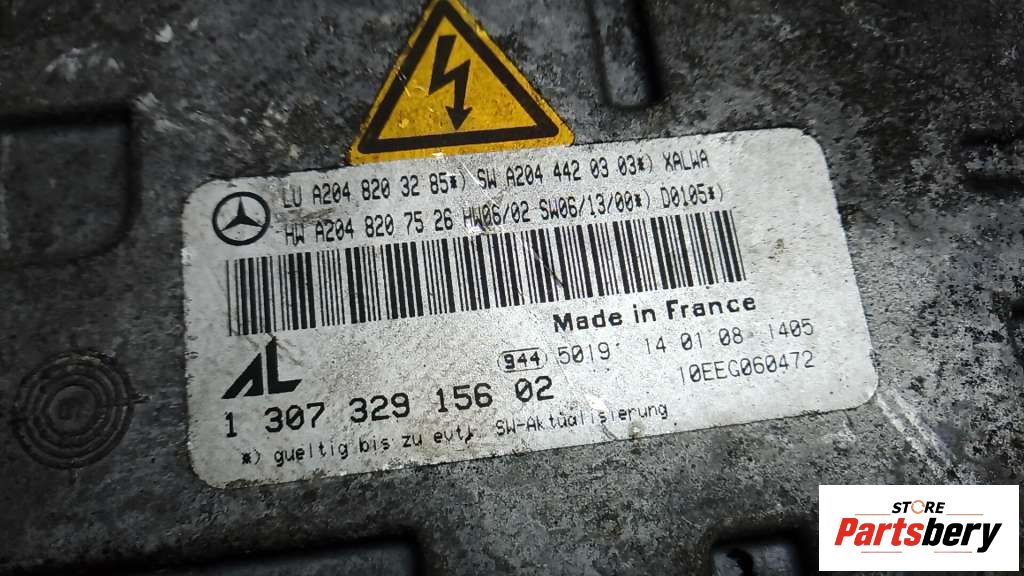 LU A204 820 32 85*) SW A204 442 03 03*) XALWA
HW A204 820 75 26 HW06/02 SW06/13/00*) D0105*)
Made in France
944 5019 14 01 08 1405
AL
10EEG060472
1 307 329 156 02
*) gueltig bis zu evt. SW-Aktualisierung
STORE
Partsbery